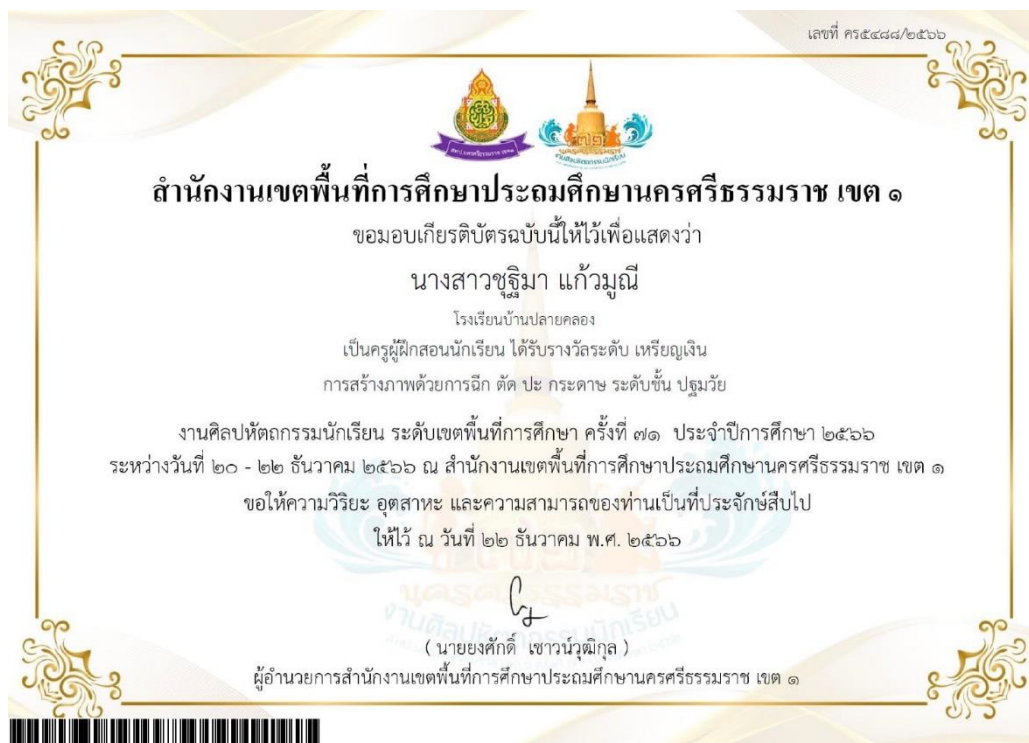 เลขที่ คร๕๔๘๘/๒๕๖๖
สำนักงานเขตพื้นที่การศึกษาประถมศึกษานครศรีธรรมราช เขต ๑
ขอมอบเกียรติบัตรฉบับนี้ให้ไว้เพื่อแสดงว่า
นางสาวชุฐิมา แก้วมูณี
โรงเรียนบ้านปลายคลอง
เป็นครูผู้ฝึกสอนนักเรียน ได้รับรางวัลระดับ เหรียญเงิน
การสร้างภาพด้วยการฉีก ตัด ปะ กระดาษ ระดับชั้น ปฐมวัย
งานศิลปหัตถกรรมนักเรียน ระดับเขตพื้นที่การศึกษา ครั้งที่ ๗๑ ประจำปีการศึกษา ๒๕๖๖
ระหว่างวันที่ ๒๐ - ๒๒ ธันวาคม ๒๕๖๖ ณ สำนักงานเขตพื้นที่การศึกษาประถมศึกษานครศรีธรรมราช เขต ๑
ขอให้ความวิริยะ อุตสาหะ และความสามารถของท่านเป็นที่ประจักษ์สืบไป
ให้ไว้ ณ วันที่ ๒๒ ธันวาคม พ.ศ. ๒๕๖๖
( นายยงศักดิ์ เชาวน์วุฒิกุล )
ผู้อำนวยการสำนักงานเขตพื้นที่การศึกษาประถมศึกษานครศรีธรรมราช เขต ๑